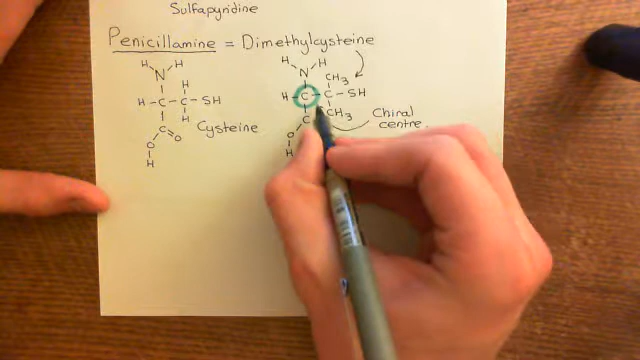 Sulfapyridine
Penicillamine = Dimethylcysteine
H H H H
N N CH3
H
H - C - C - SH H - C - C - SH
C H CH3
O Cysteine C Chiral
O O centre
H H